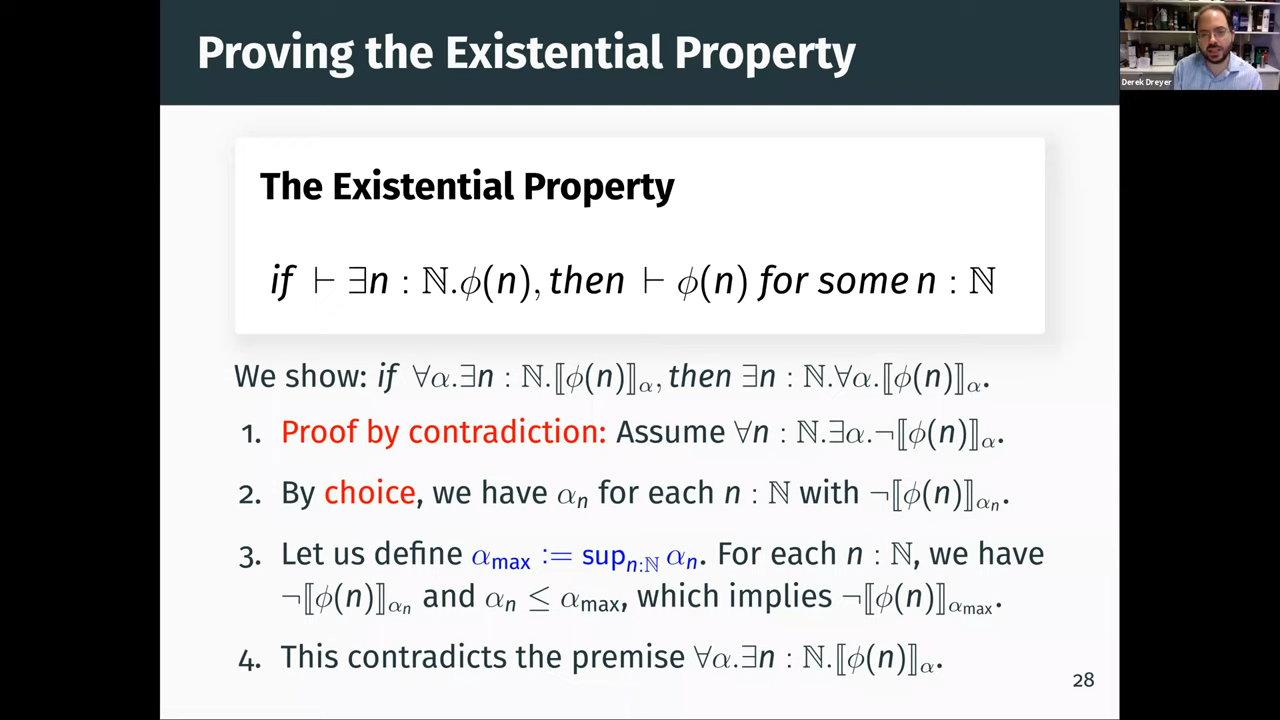 Proving the Existential Property
Derek Dreyer
The Existential Property
if ⊢ ∃n : ℕ.ϕ(n), then ⊢ ϕ(n) for some n : ℕ
We show: if ∀α.∃n : ℕ.⟦ϕ(n)⟧α, then ∃n : ℕ.∀α.⟦ϕ(n)⟧α.
1. Proof by contradiction: Assume ∀n : ℕ.∃α.¬⟦ϕ(n)⟧α.
2. By choice, we have αn for each n : ℕ with ¬⟦ϕ(n)⟧αn.
3. Let us define αmax := supn:ℕ αn. For each n : ℕ, we have
¬⟦ϕ(n)⟧αn and αn ≤ αmax, which implies ¬⟦ϕ(n)⟧αmax.
4. This contradicts the premise ∀α.∃n : ℕ.⟦ϕ(n)⟧α.
28